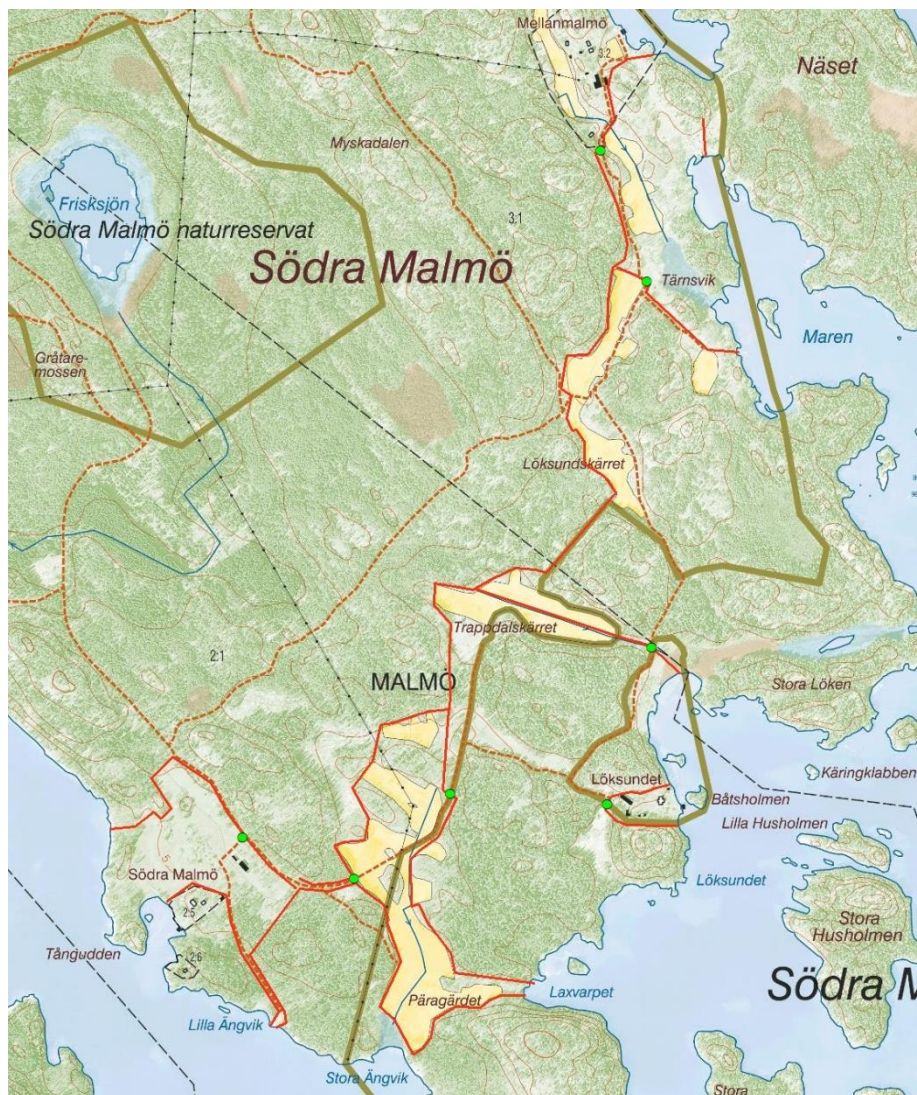 Mellanmalmö
3:2
Näset
Myskadalen
Frisksjön
Södra Malmö naturreservat
3:1
Södra Malmö
Tärnsvik
Maren
Gråtare-
mossen
Löksundskärret
Trappdalskärret
2:1
MALMÖ
Stora Löken
Käringklabben
Löksundet
Båtsholmen
Lilla Husholmen
Södra Malmö
Löksundet
2:5
Stora
Husholmen
Tångudden
2:6
Päragärdet
Laxvarpet
Södra M
Lilla Ängvik
Stora Ängvik
Stora